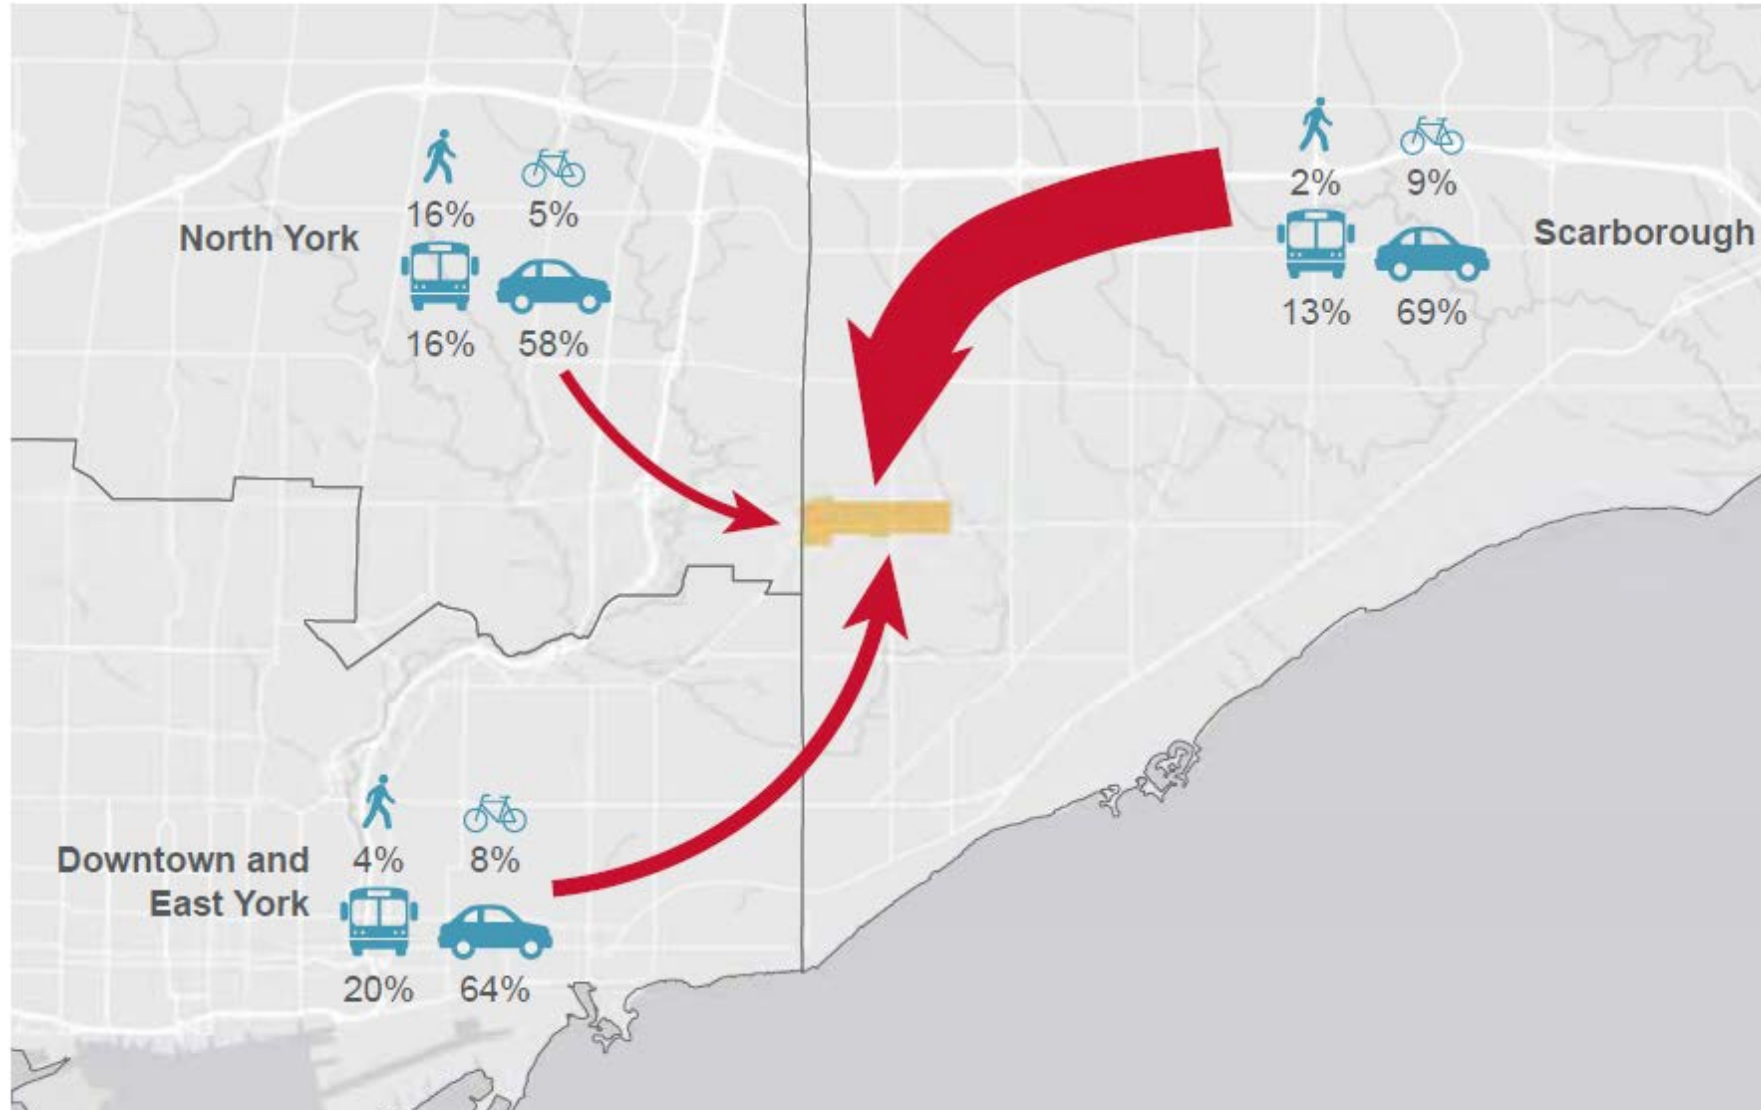 2% 9%
16% 5%
North York
Scarborough
13% 69%
16% 58%
4% 8%
Downtown and
East York
20% 64%